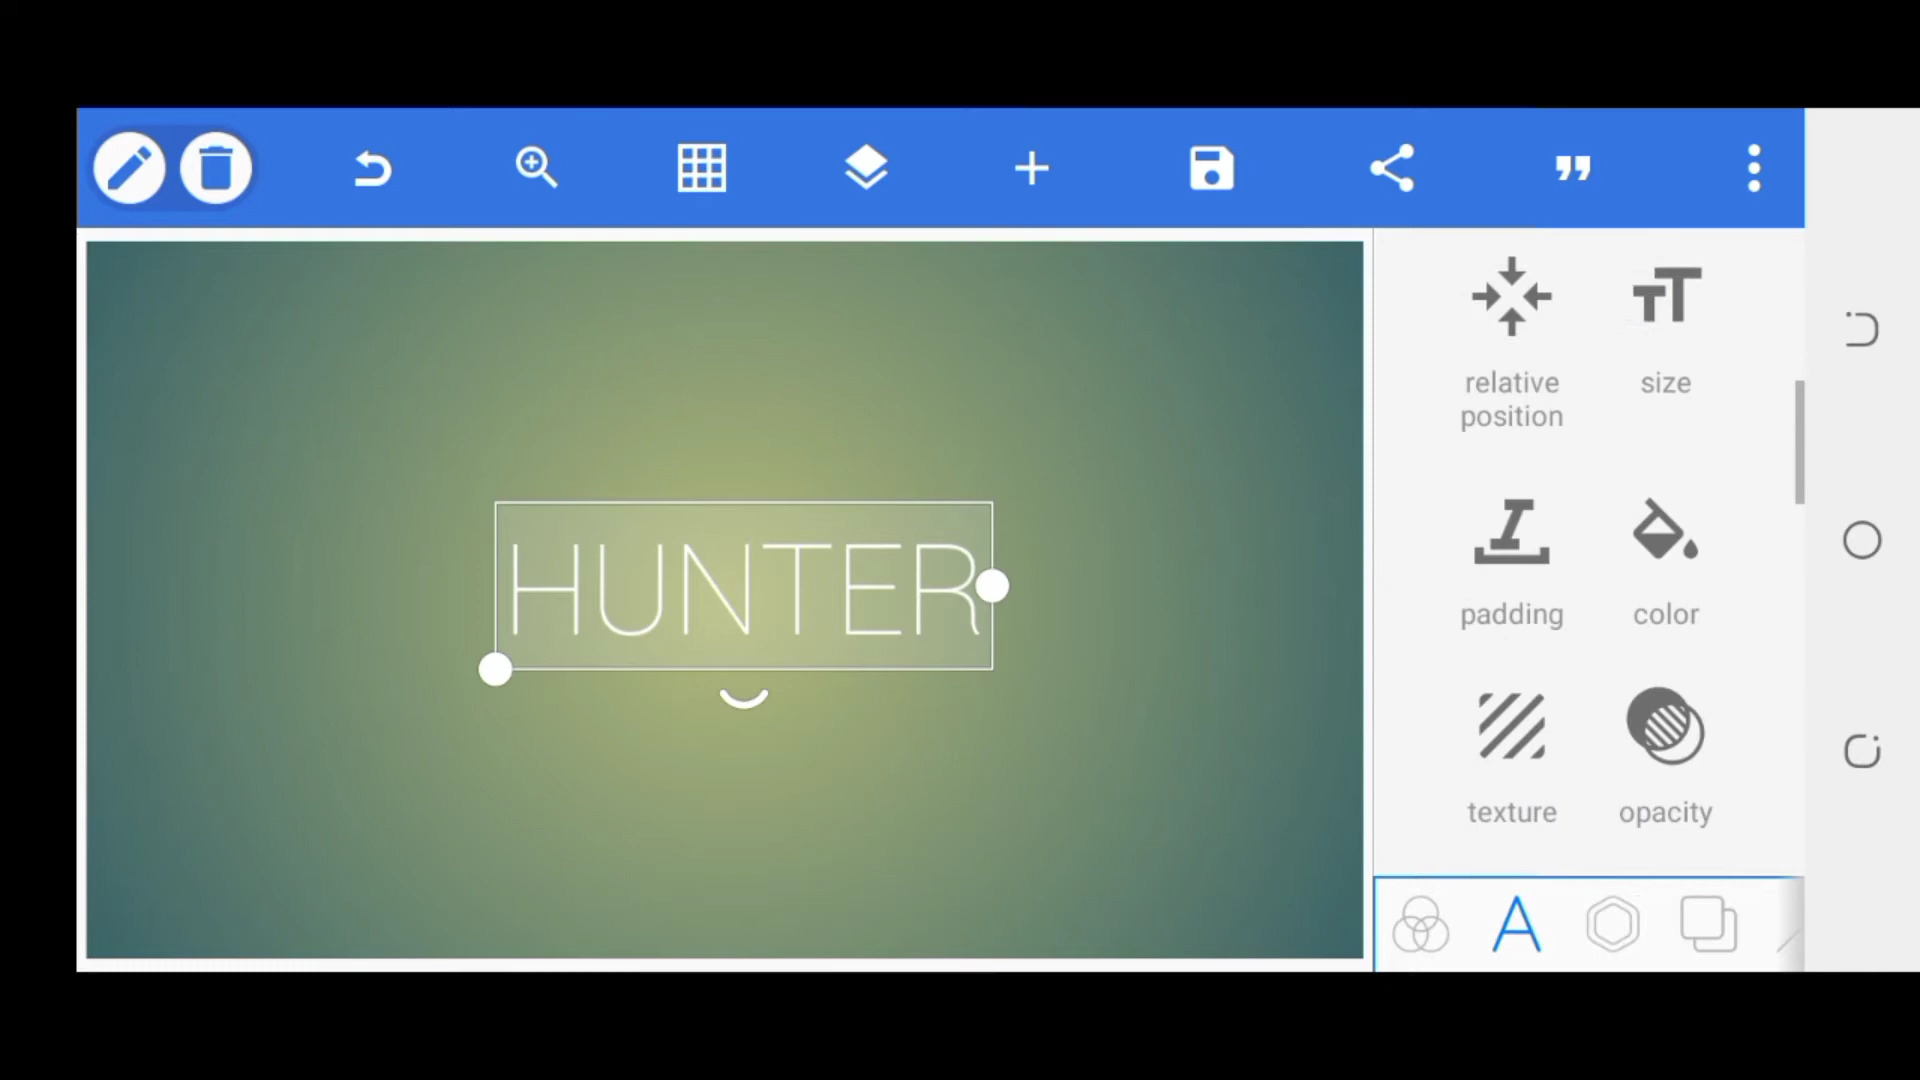 relative
position
size
HUNTER
padding
color
texture
opacity